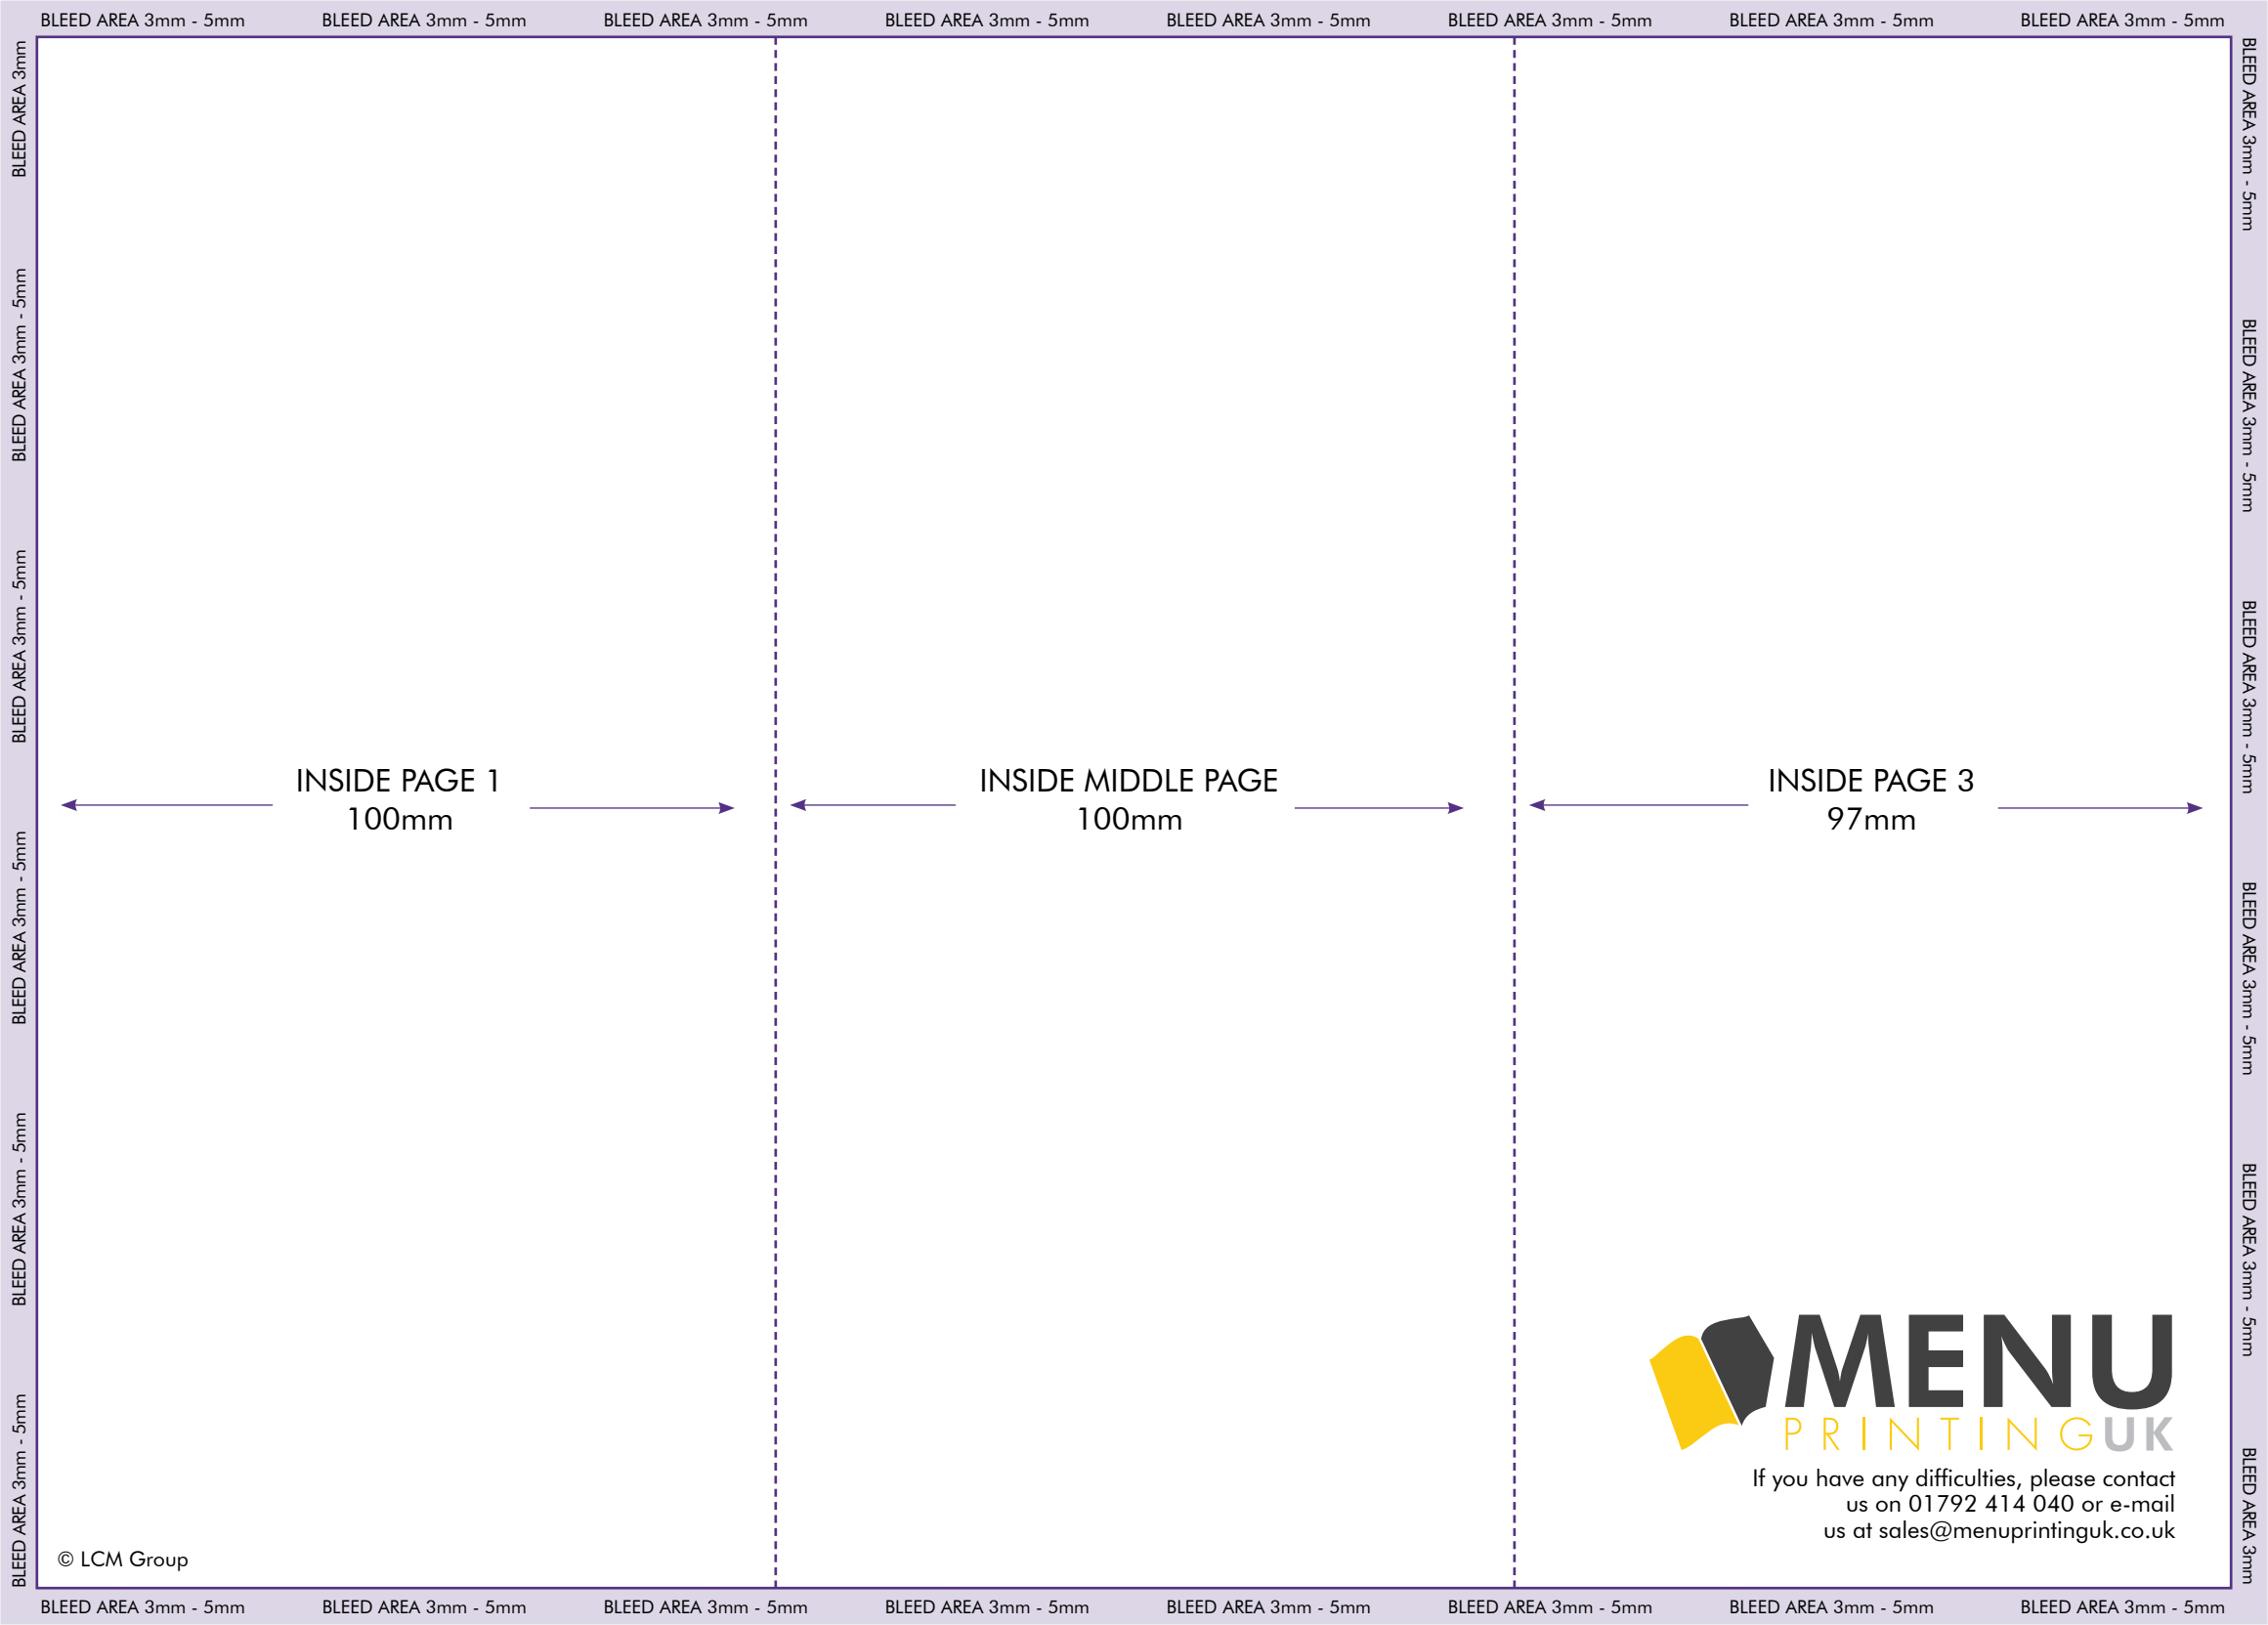 BLEED AREA 3mm - 5mm BLEED AREA 3mm - 5mm BLEED AREA 3mm - 5mm BLEED AREA 3mm - 5mm BLEED AREA 3mm - 5mm BLEED AREA 3mm - 5mm BLEED AREA 3mm - 5mm BLEED AREA 3mm - 5mm
BLEED AREA 3mm
BLEED AREA 3mm - 5mm
BLEED AREA 3mm - 5mm
BLEED AREA 3mm - 5mm
BLEED AREA 3mm - 5mm
BLEED AREA 3mm - 5mm
INSIDE PAGE 1
100mm
INSIDE MIDDLE PAGE
100mm
INSIDE PAGE 3
97mm
MENU
PRINTINGUK
If you have any difficulties, please contact
us on 01792 414 040 or e-mail
us at sales@menuprintinguk.co.uk
© LCM Group
BLEED AREA 3mm - 5mm
BLEED AREA 3mm - 5mm
BLEED AREA 3mm - 5mm
BLEED AREA 3mm - 5mm
BLEED AREA 3mm - 5mm
BLEED AREA 3mm
BLEED AREA 3mm - 5mm BLEED AREA 3mm - 5mm BLEED AREA 3mm - 5mm BLEED AREA 3mm - 5mm BLEED AREA 3mm - 5mm BLEED AREA 3mm - 5mm BLEED AREA 3mm - 5mm BLEED AREA 3mm - 5mm